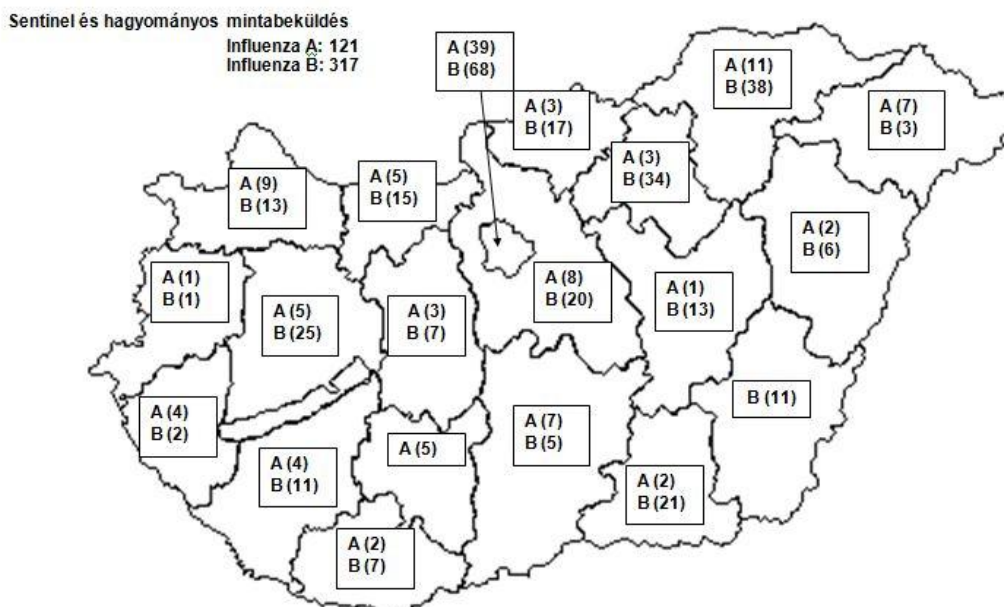 Sentinel és hagyományos mintabeküldés
Influenza A: 121
Influenza B: 317
A (39)
B (68)
A (11)
B (38)
A (3)
B (17)
A (7)
B (3)
A (3)
B (34)
A (9)
B (13)
A (5)
B (15)
A (2)
B (6)
A (1)
B (1)
A (5)
B (25)
A (3)
B (7)
A (8)
B (20)
A (1)
B (13)
B (11)
A (4)
B (2)
A (4)
B (11)
A (5)
A (7)
B (5)
A (2)
B (21)
A (2)
B (7)